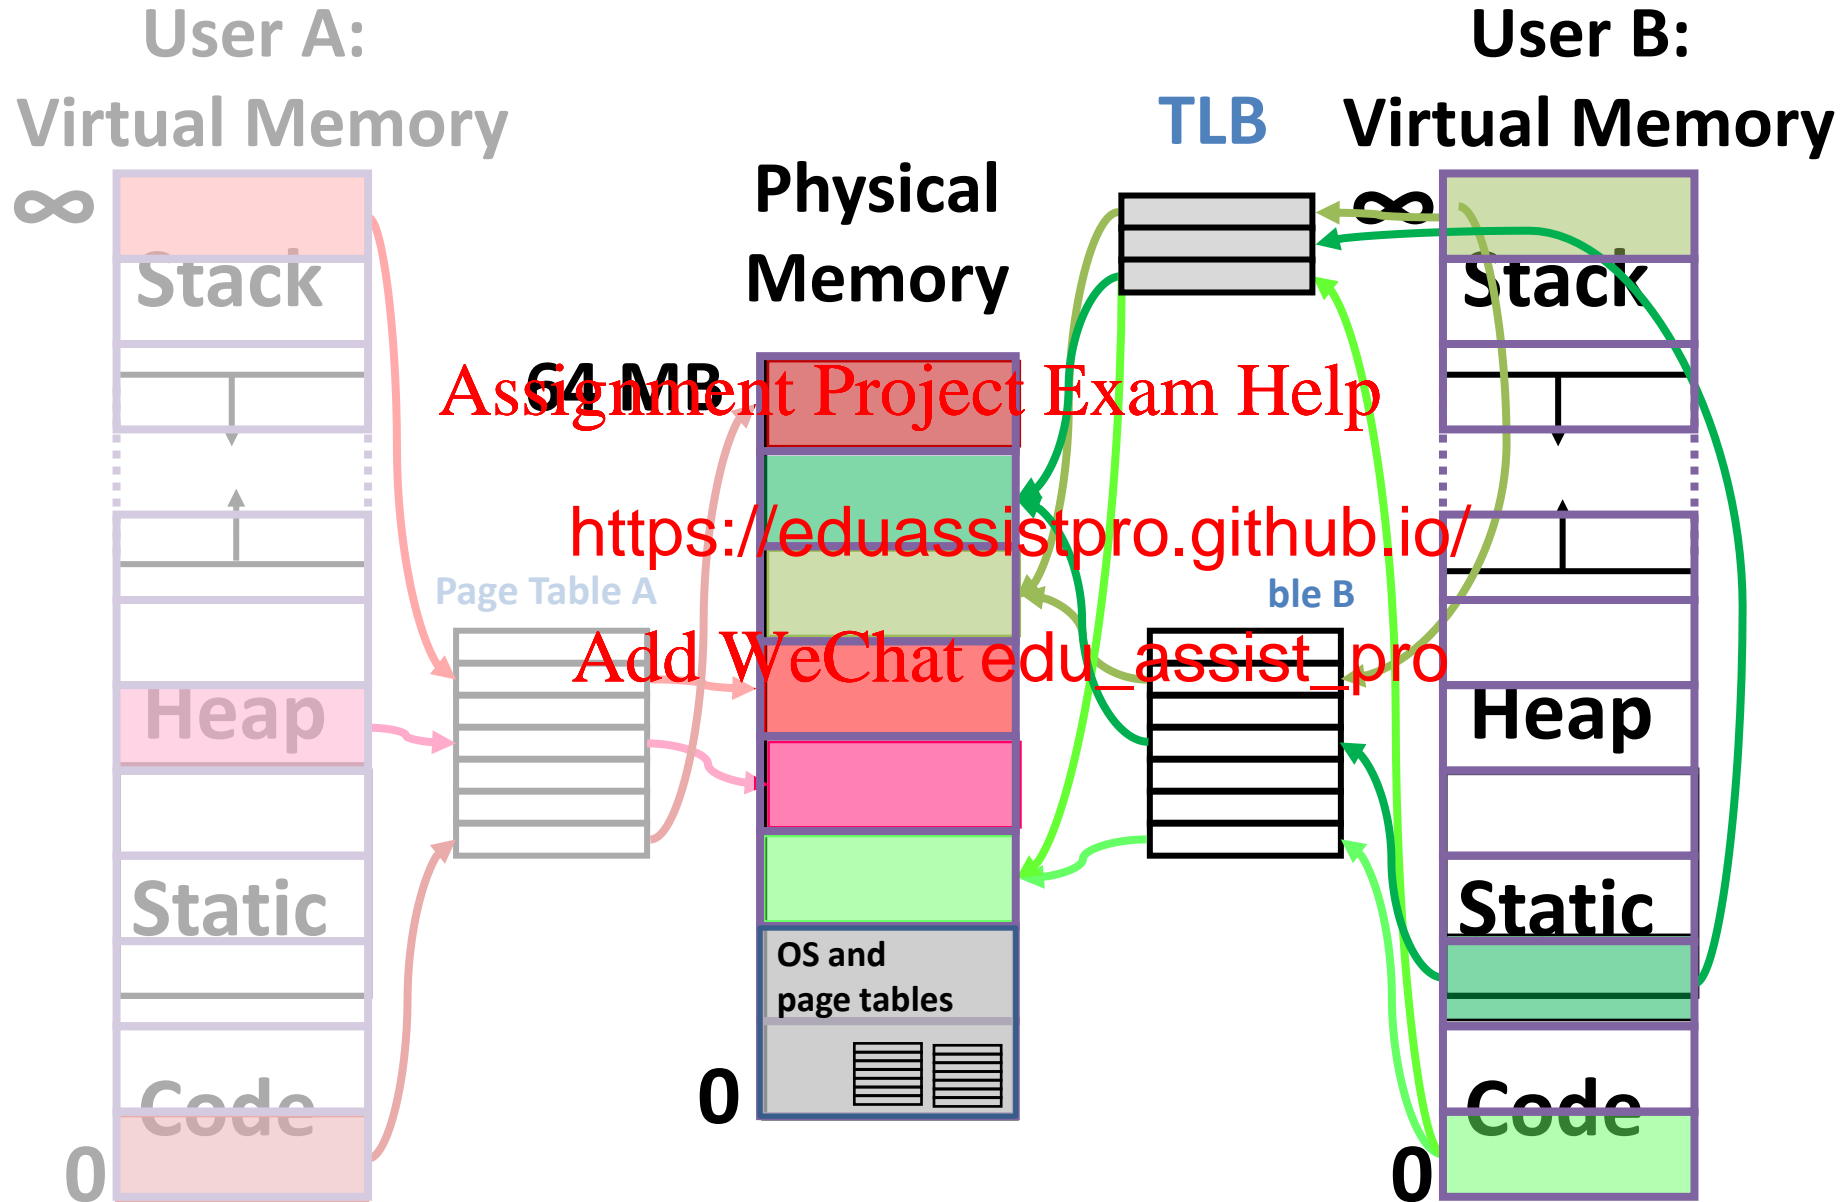 User A:
Virtual Memory
∞
Stack
Heap
Static
Code
0
Page Table A
Physical
Memory
64 MB
OS and
page tables
0
TLB
ble B
User B:
Virtual Memory
∞
Stack
Heap
Static
Code
0
Assignment Project Exam Help
https://eduassistpro.github.io/
Add WeChat edu_assist_pro